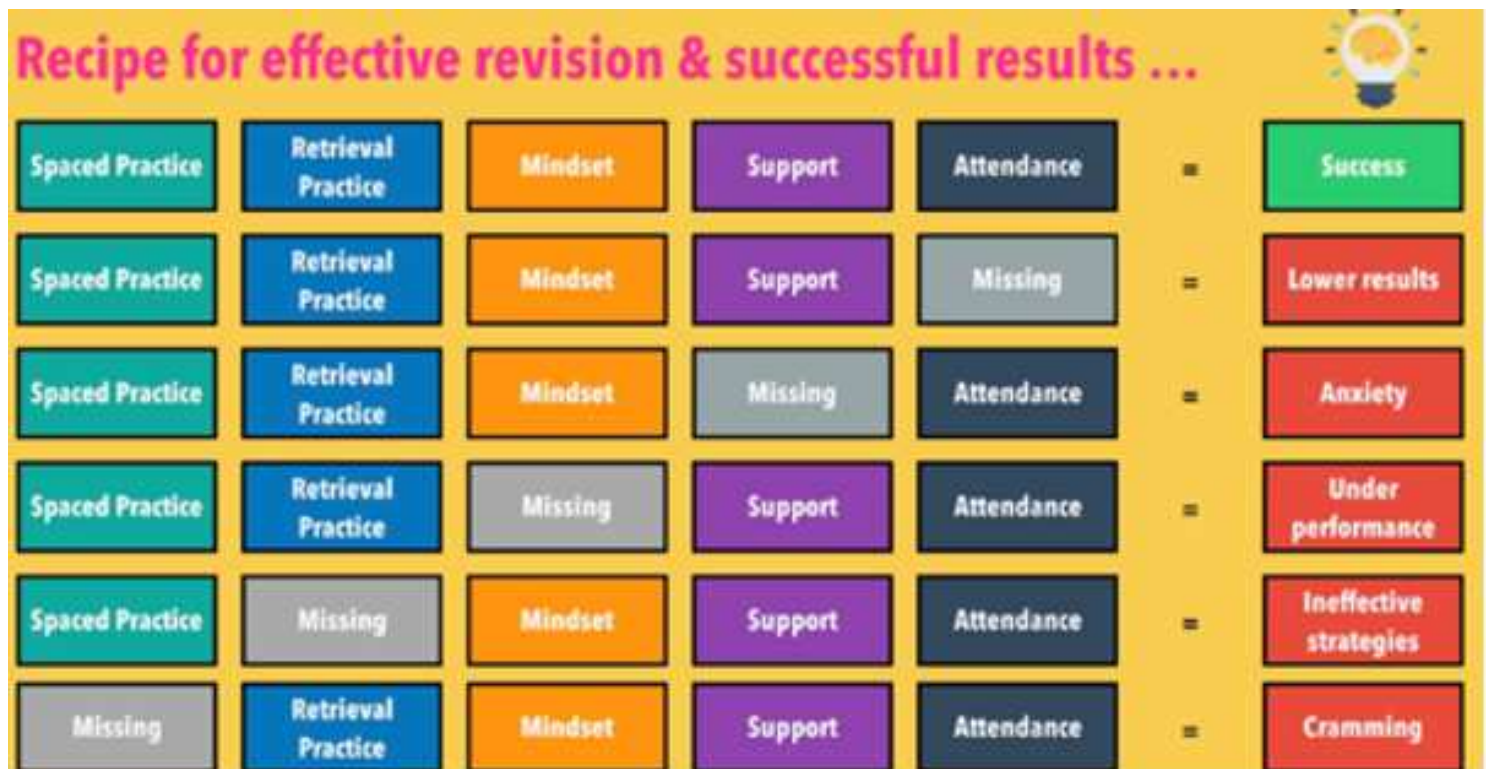 Recipe for effective revision & successful results ...
Spaced Practice Retrieval Practice Mindset Support Attendance = Success
Spaced Practice Retrieval Practice Mindset Support Missing = Lower results
Spaced Practice Retrieval Practice Mindset Missing Attendance = Anxiety
Spaced Practice Retrieval Practice Missing Support Attendance = Under performance
Spaced Practice Missing Mindset Support Attendance = Ineffective strategies
Missing Retrieval Practice Mindset Support Attendance = Cramming